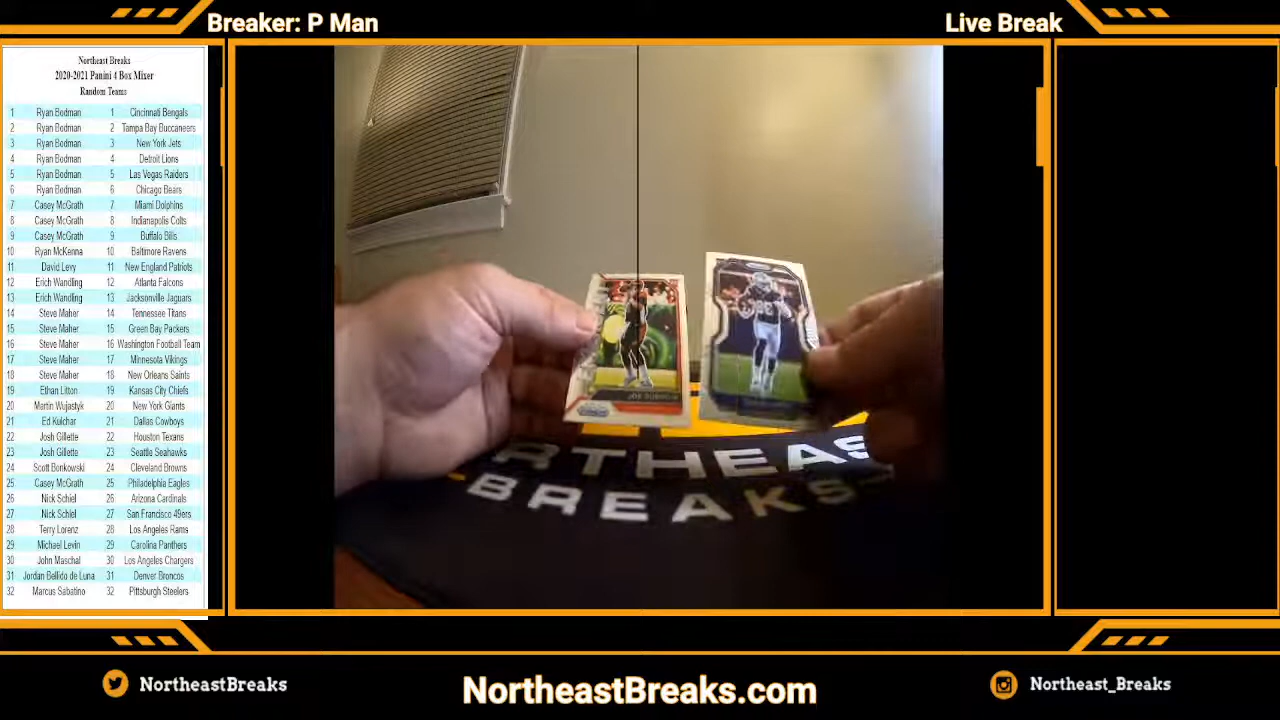 Breaker: P Man
Live Break
Northeast Breaks
2020-2021 Panini 4 Box Mixer
Random Teams
1 Ryan Bodman 1 Cincinnati Bengals
2 Ryan Bodman 2 Tampa Bay Buccaneers
3 Ryan Bodman 3 New York Jets
4 Ryan Bodman 4 Detroit Lions
5 Ryan Bodman 5 Las Vegas Raiders
6 Ryan Bodman 6 Chicago Bears
7 Casey McGrath 7 Miami Dolphins
8 Casey McGrath 8 Indianapolis Colts
9 Casey McGrath 9 Buffalo Bills
10 Ryan McKenna 10 Baltimore Ravens
11 David Levy 11 New England Patriots
12 Erich Wandling 12 Atlanta Falcons
13 Erich Wandling 13 Jacksonville Jaguars
14 Steve Maher 14 Tennessee Titans
15 Steve Maher 15 Green Bay Packers
16 Steve Maher 16 Washington Football Team
17 Steve Maher 17 Minnesota Vikings
18 Steve Maher 18 New Orleans Saints
19 Ethan Litton 19 Kansas City Chiefs
20 Martin Wujastyk 20 New York Giants
21 Ed Kulchar 21 Dallas Cowboys
22 Josh Gillette 22 Houston Texans
23 Josh Gillette 23 Seattle Seahawks
24 Scott Bonkowski 24 Cleveland Browns
25 Casey McGrath 25 Philadelphia Eagles
26 Nick Schiel 26 Arizona Cardinals
27 Nick Schiel 27 San Francisco 49ers
28 Terry Lorenz 28 Los Angeles Rams
29 Michael Levin 29 Carolina Panthers
30 John Maschal 30 Los Angeles Chargers
31 Jordan Bellido de Luna 31 Denver Broncos
32 Marcus Sabatino 32 Pittsburgh Steelers
JOE BURROW
88
RTHEAS
BREAKS
NortheastBreaks
NortheastBreaks.com
Northeast_Breaks